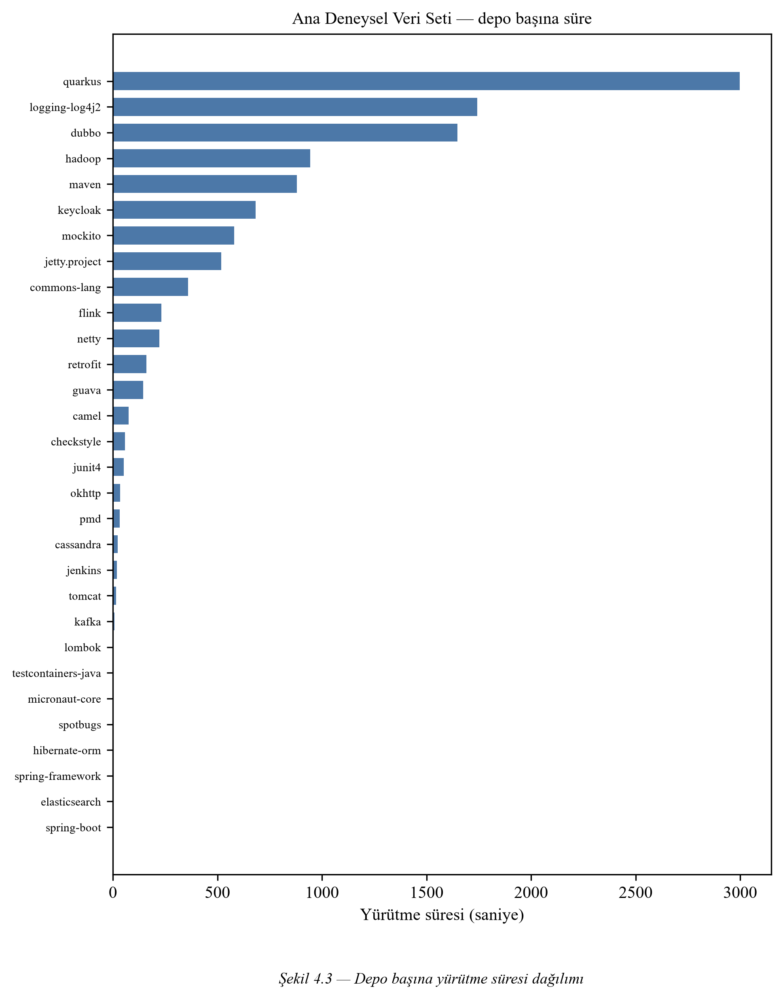 Ana Deneysel Veri Seti — depo başına süre
quarkus
logging-log4j2
dubbo
hadoop
maven
keycloak
mockito
jetty.project
commons-lang
flink
netty
retrofit
guava
camel
checkstyle
junit4
okhttp
pmd
cassandra
jenkins
tomcat
kafka
lombok
testcontainers-java
micronaut-core
spotbugs
hibernate-orm
spring-framework
elasticsearch
spring-boot
0 500 1000 1500 2000 2500 3000
Yürütme süresi (saniye)
Şekil 4.3 — Depo başına yürütme süresi dağılımı